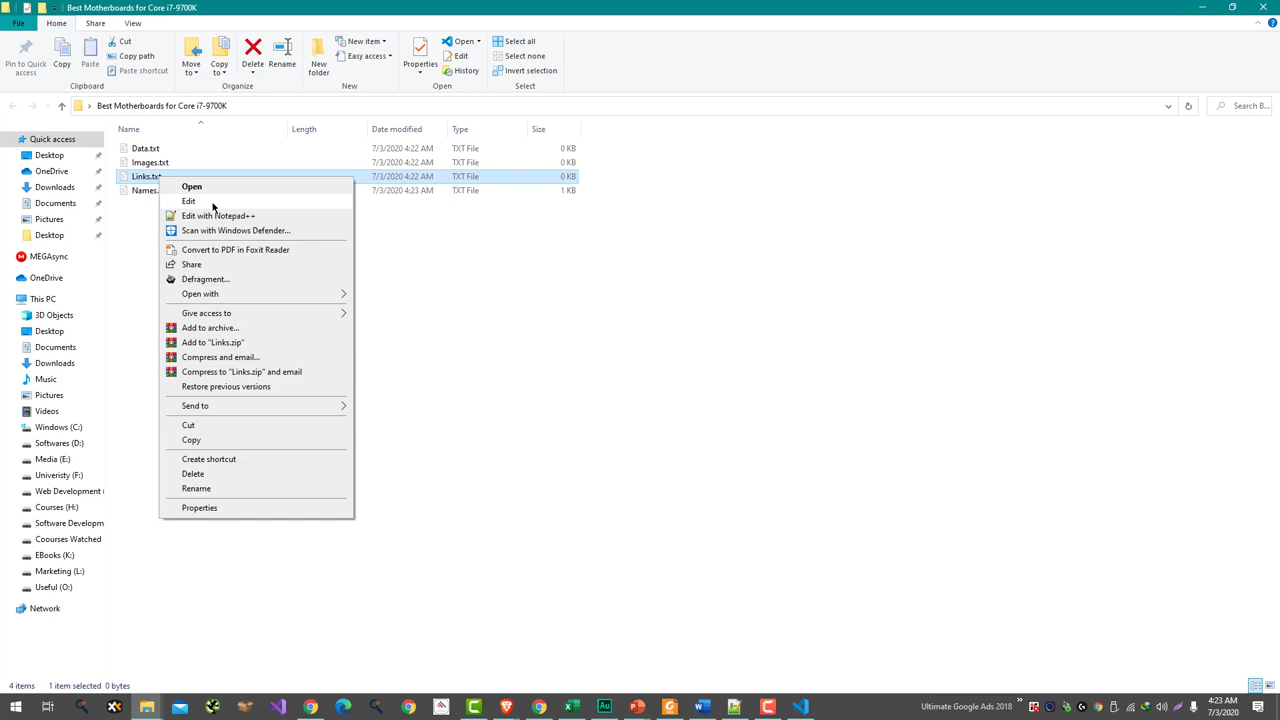 Best Motherboards for Core i7-9700K
File Home Share View
Pin to Quick access
Copy
Paste
Cut
Copy path
Paste shortcut
Clipboard
Move to
Copy to
Delete
Rename
Organize
New folder
New item
Easy access
New
Properties
Open
Edit
History
Open
Select all
Select none
Invert selection
Select
Best Motherboards for Core i7-9700K
Search B...
Name Length Date modified Type Size
Data.txt 7/3/2020 4:22 AM TXT File 0 KB
Images.txt 7/3/2020 4:22 AM TXT File 0 KB
Links.txt 7/3/2020 4:22 AM TXT File 0 KB
Names. 7/3/2020 4:23 AM TXT File 1 KB
Quick access
Desktop
OneDrive
Downloads
Documents
Pictures
Desktop
MEGAsync
OneDrive
This PC
3D Objects
Desktop
Documents
Downloads
Music
Pictures
Videos
Windows (C:)
Softwares (D:)
Media (E:)
Univeristy (F:)
Web Development (
Courses (H:)
Software Developm
Coourses Watched
EBooks (K:)
Marketing (L:)
Useful (O:)
Network
Open
Edit
Edit with Notepad++
Scan with Windows Defender...
Convert to PDF in Foxit Reader
Share
Defragment...
Open with
Give access to
Add to archive...
Add to "Links.zip"
Compress and email...
Compress to "Links.zip" and email
Restore previous versions
Send to
Cut
Copy
Create shortcut
Delete
Rename
Properties
4 items 1 item selected 0 bytes
Ultimate Google Ads 2018
4:23 AM
7/3/2020